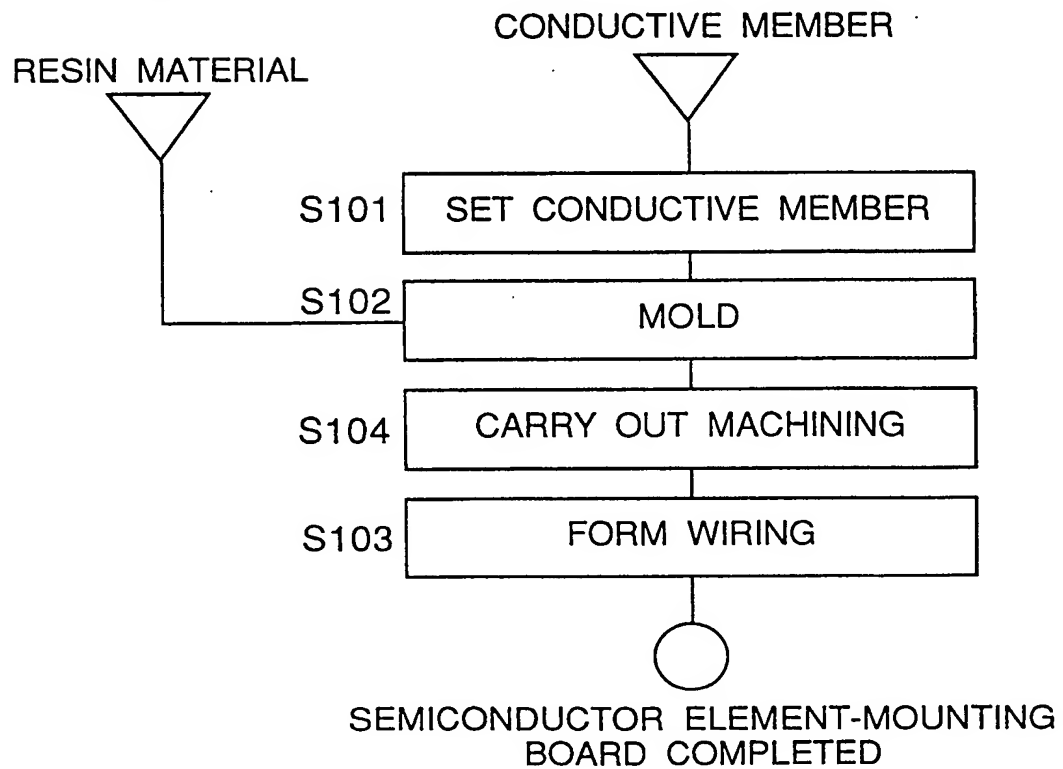 CONDUCTIVE MEMBER
RESIN MATERIAL
S101
SET CONDUCTIVE MEMBER
S102
MOLD
S104
CARRY OUT MACHINING
S103
FORM WIRING
SEMICONDUCTOR ELEMENT-MOUNTING
BOARD COMPLETED